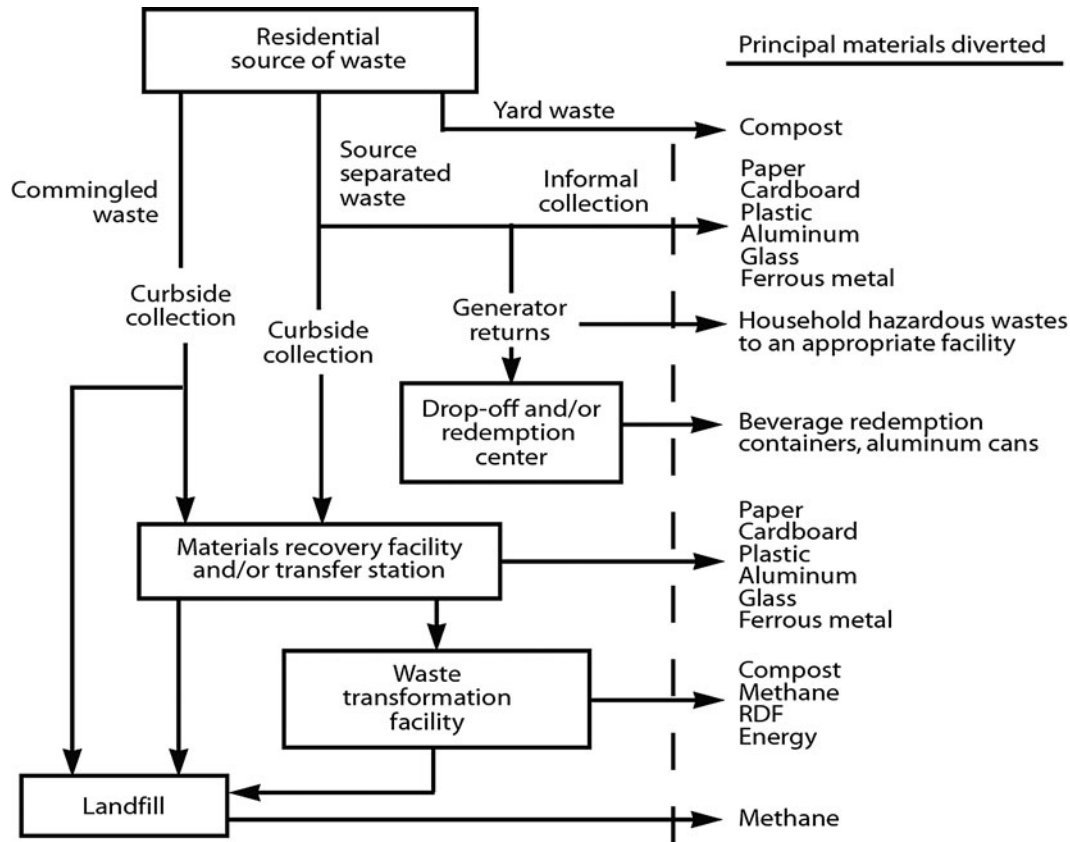 Residential
source of waste
Principal materials diverted
Yard waste
Compost
Commingled
waste
Source
separated
waste
Informal
collection
Paper
Cardboard
Plastic
Aluminum
Glass
Ferrous metal
Curbside
collection
Curbside
collection
Generator
returns
Household hazardous wastes
to an appropriate facility
Drop-off and/or
redemption
center
Beverage redemption
containers, aluminum cans
Materials recovery facility
and/or transfer station
Paper
Cardboard
Plastic
Aluminum
Glass
Ferrous metal
Waste
transformation
facility
Compost
Methane
RDF
Energy
Landfill
Methane